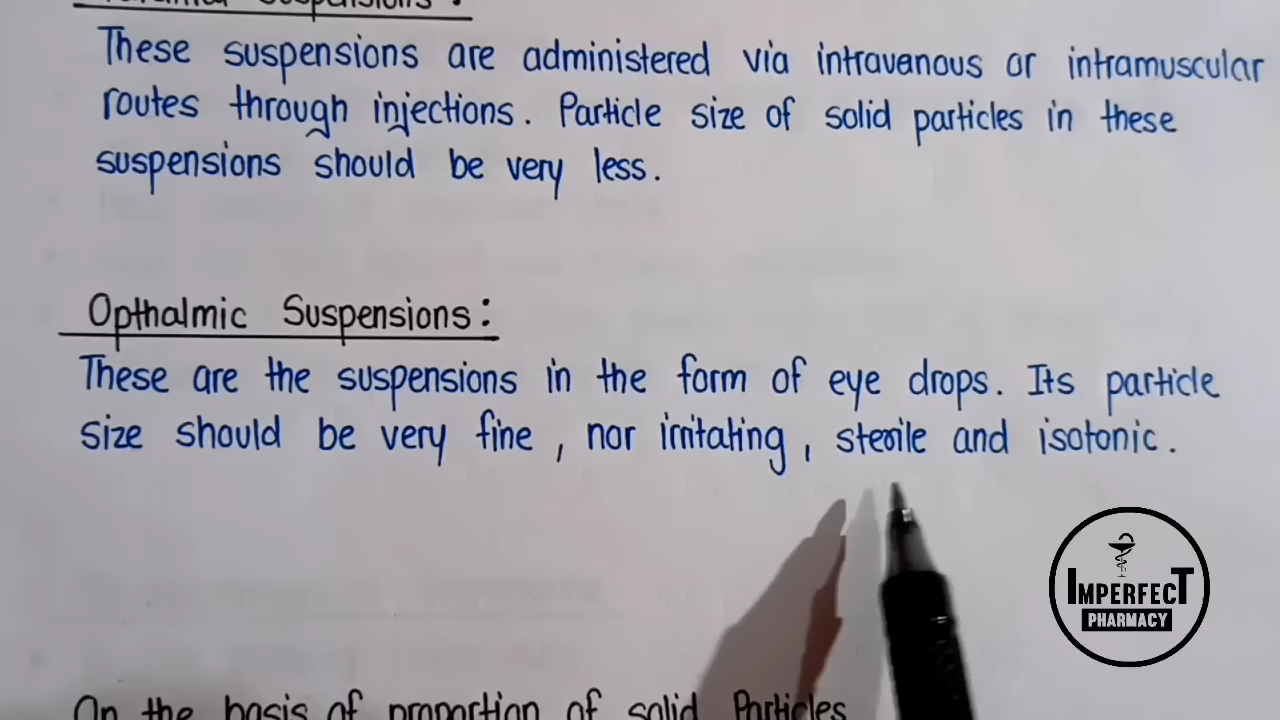 Suspensions :
These suspensions are administered via intravenous or intramuscular
routes through injections. Particle size of solid particles in these
suspensions should be very less.
Opthalmic Suspensions:
These are the suspensions in the form of eye drops. Its particle
size should be very fine, nor irritating, sterile and isotonic.
IMPERFECT
PHARMACY
On the basis of proportion of solid Particles